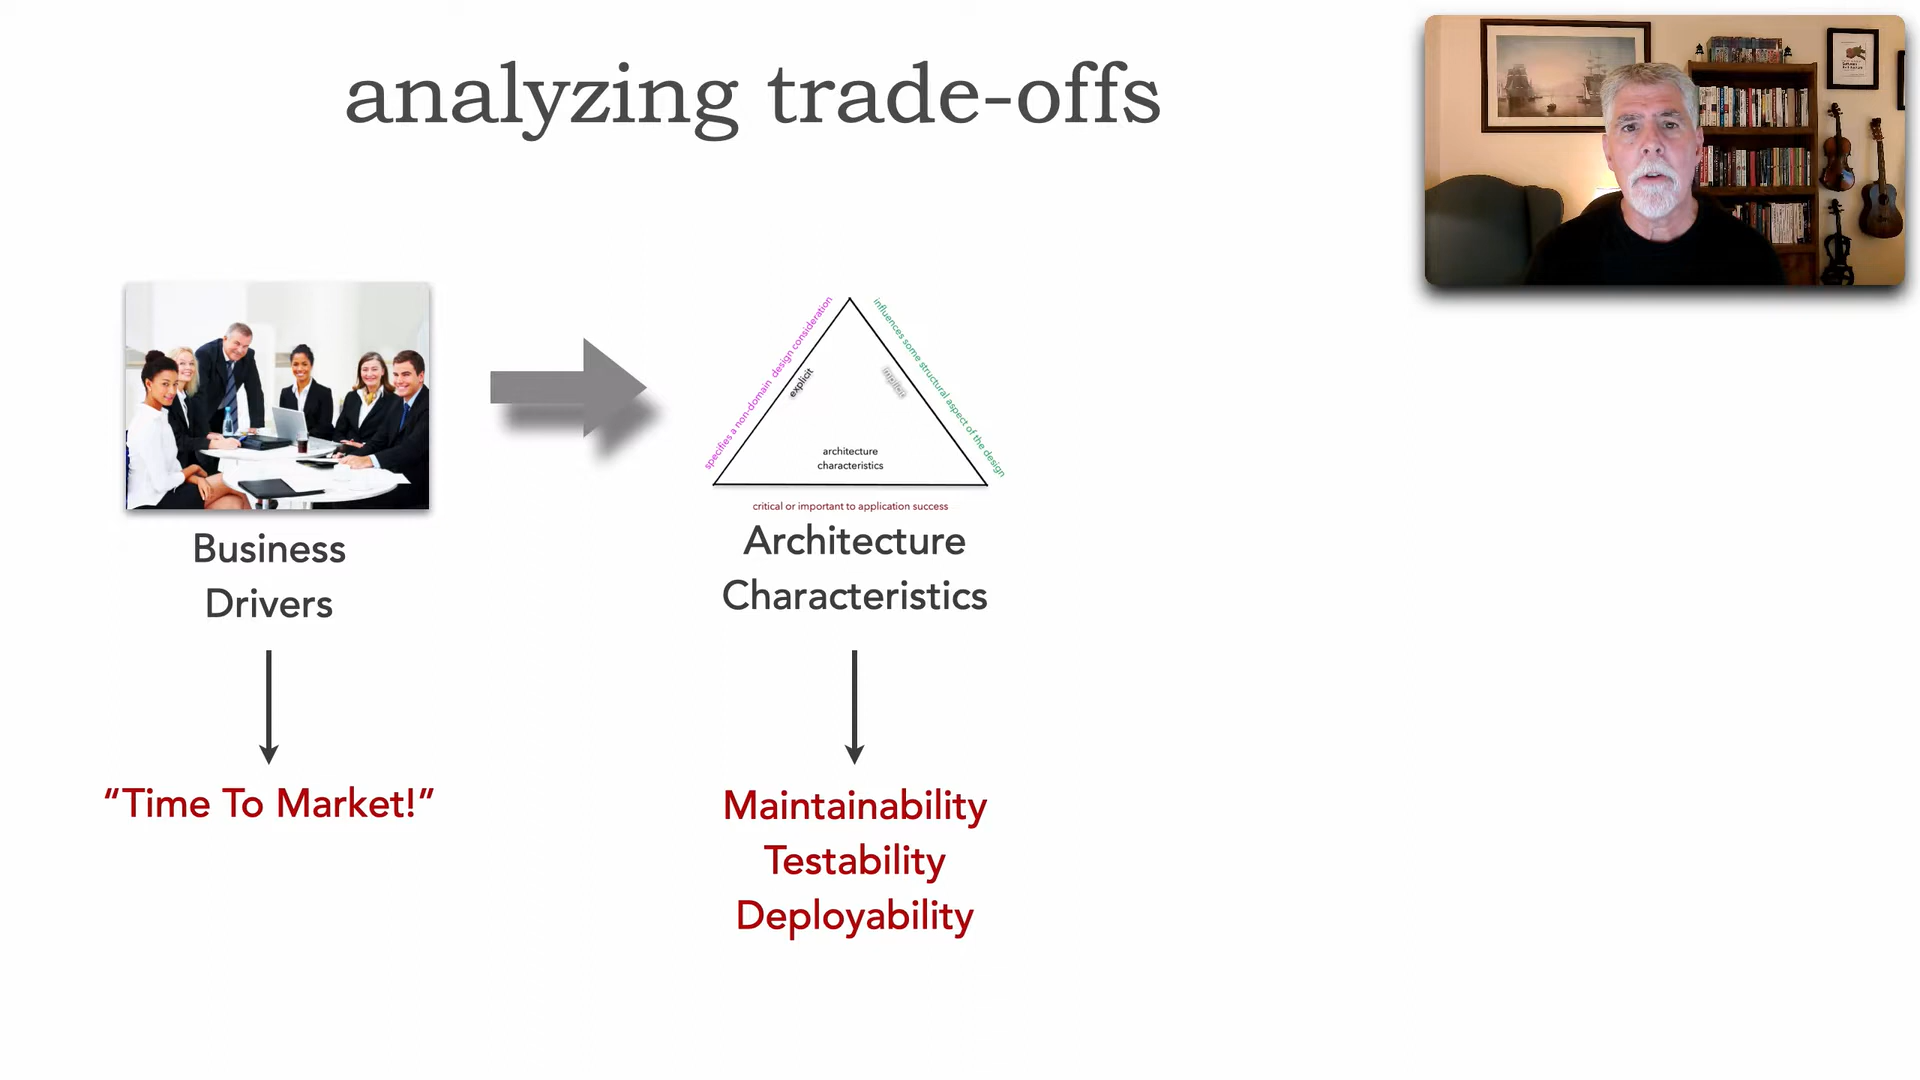 analyzing trade-offs
specifies a non-domain design consideration
influences some structural aspect of the design
explicit
implicit
architecture
characteristics
critical or important to application success
Business
Drivers
Architecture
Characteristics
“Time To Market!”
Maintainability
Testability
Deployability